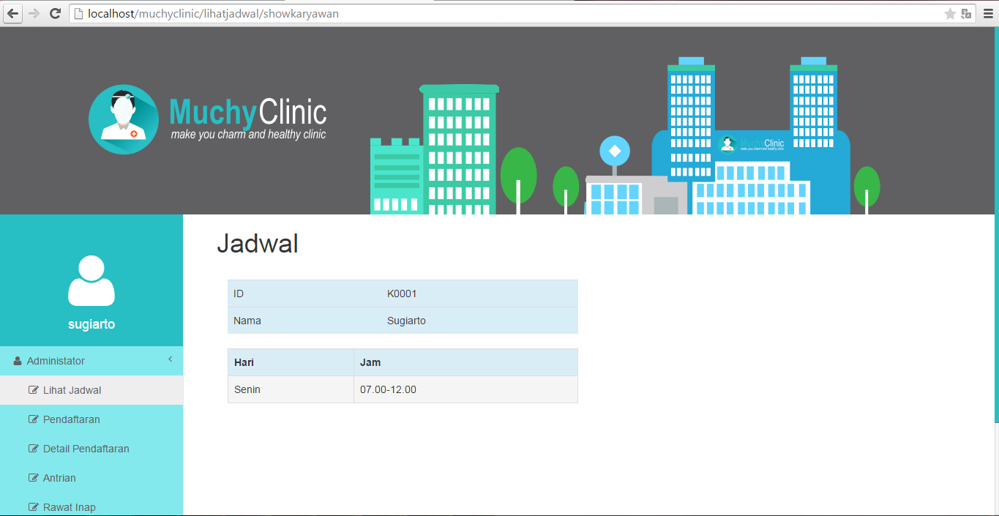 localhost/muchyclinic/lihatjadwal/showkaryawan
MuchyClinic
make you charm and healthy clinic
MuchyClinic
make you charm and healthy clinic
sugiarto
Administator
Lihat Jadwal
Pendaftaran
Detail Pendaftaran
Antrian
Rawat Inap
Jadwal
ID K0001
Nama Sugiarto
Hari Jam
Senin 07.00-12.00